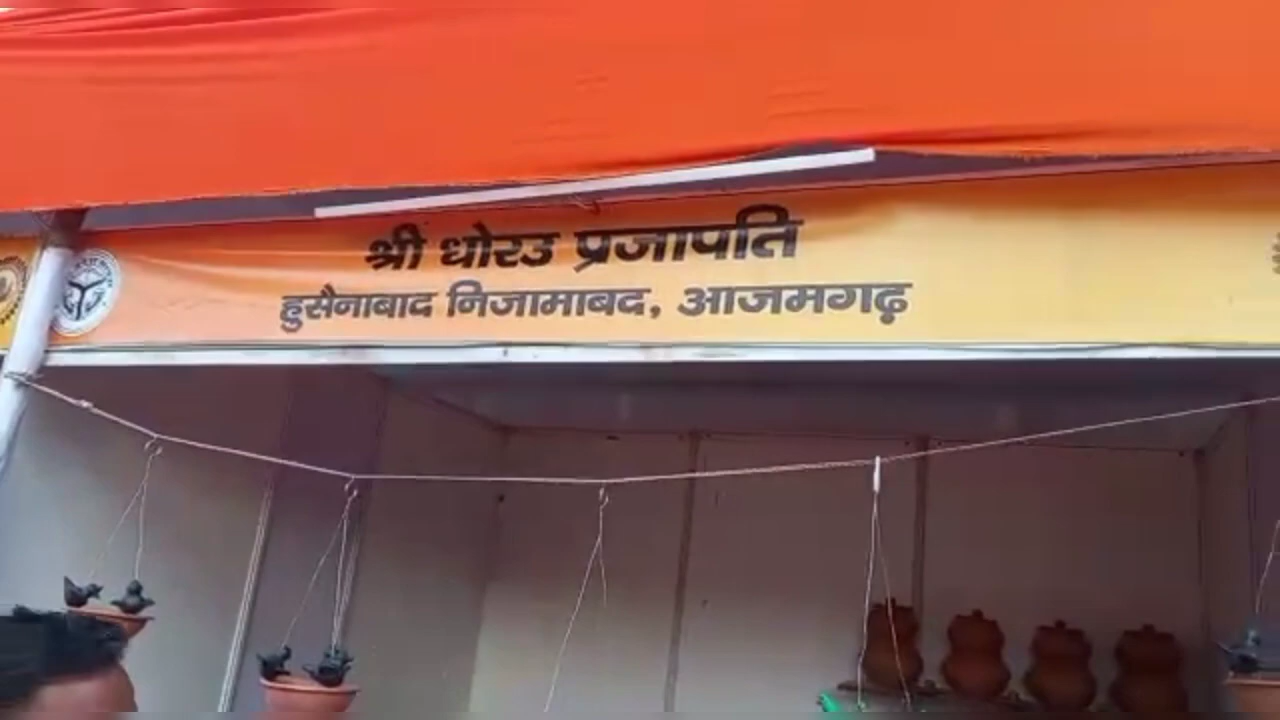 श्री धोरउ प्रजापति
हुसैनाबाद निजामाबद, आजमगढ़